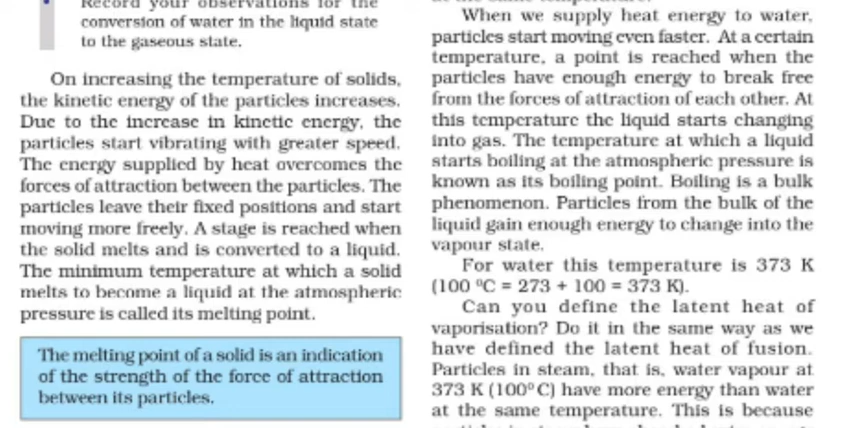 Record your observations for the
conversion of water in the liquid state
to the gaseous state.
On increasing the temperature of solids,
the kinetic energy of the particles increases.
Due to the increase in kinetic energy, the
particles start vibrating with greater speed.
The energy supplied by heat overcomes the
forces of attraction between the particles. The
particles leave their fixed positions and start
moving more freely. A stage is reached when
the solid melts and is converted to a liquid.
The minimum temperature at which a solid
melts to become a liquid at the atmospheric
pressure is called its melting point.
The melting point of a solid is an indication
of the strength of the force of attraction
between its particles.
When we supply heat energy to water,
particles start moving even faster. At a certain
temperature, a point is reached when the
particles have enough energy to break free
from the forces of attraction of each other. At
this temperature the liquid starts changing
into gas. The temperature at which a liquid
starts boiling at the atmospheric pressure is
known as its boiling point. Boiling is a bulk
phenomenon. Particles from the bulk of the
liquid gain enough energy to change into the
vapour state.
For water this temperature is 373 K
(100 ºC = 273 + 100 = 373 K).
Can you define the latent heat of
vaporisation? Do it in the same way as we
have defined the latent heat of fusion.
Particles in steam, that is, water vapour at
373 K (100º C) have more energy than water
at the same temperature. This is because